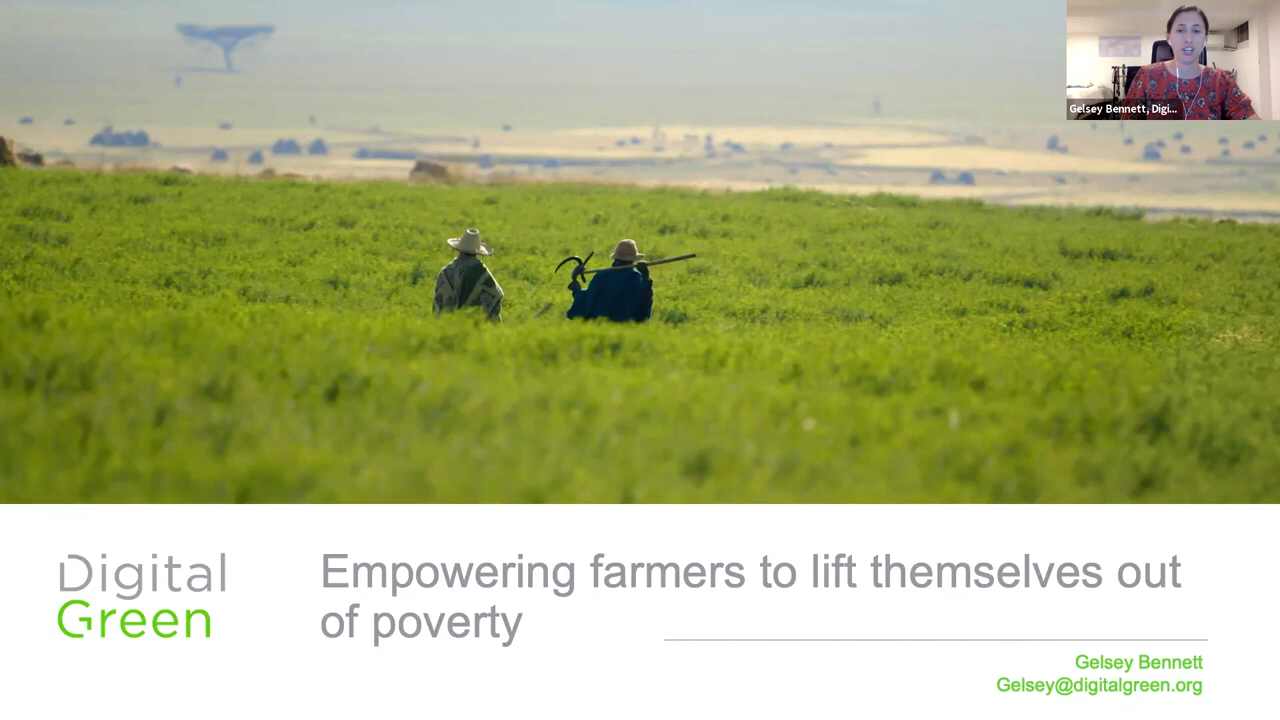 Gelsey Bennett, Digi...
Digital
Green
Empowering farmers to lift themselves out
of poverty
Gelsey Bennett
Gelsey@digitalgreen.org